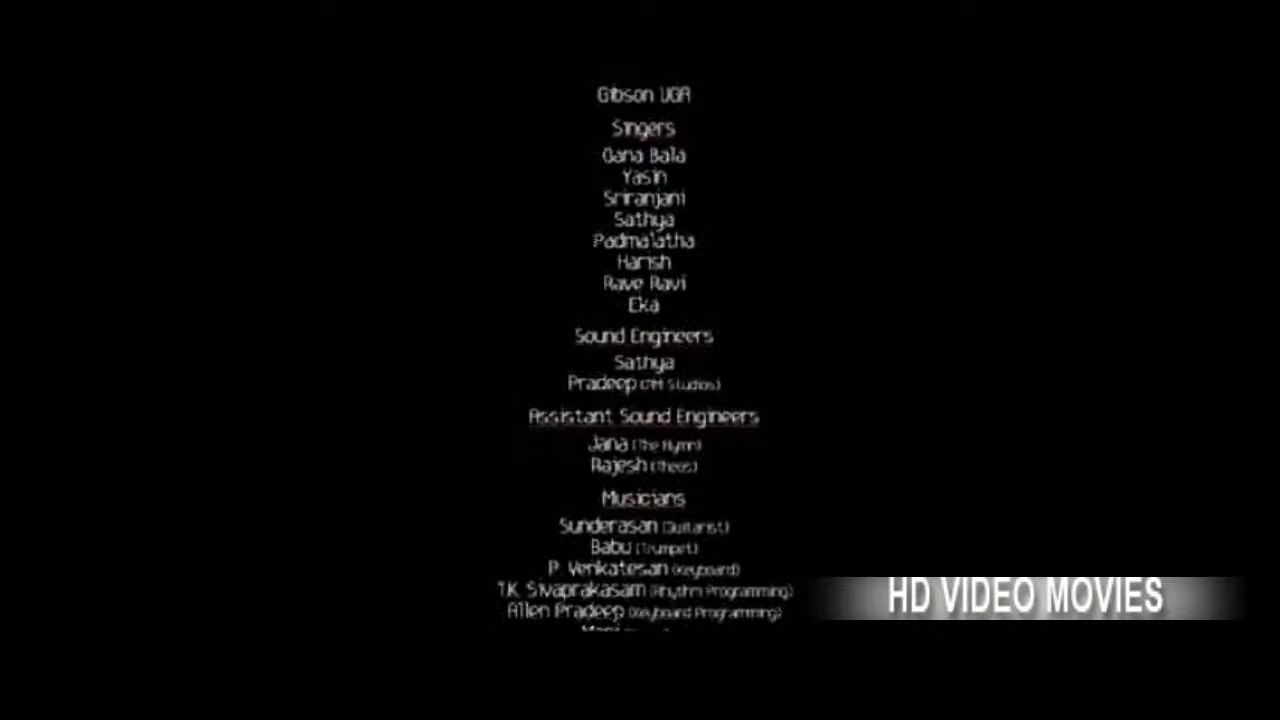 Gibson UGA
Singers
Gana Bala
Yasin
Sriranjani
Sathya
Padmalatha
Harish
Rave Ravi
Eka
Sound Engineers
Sathya
Pradeep Studios)
Assistant Sound Engineers
Jana (The Hymn)
Rajesh (Theos)
Musicians
Sunderasan (Guitarist)
Babu (Trumpet)
P. Venkatesan (Keyboard)
T.K. Sivaprakasam (Rhythm Programming)
Allen Pradeep (Keyboard Programming)
HD VIDEO MOVIES